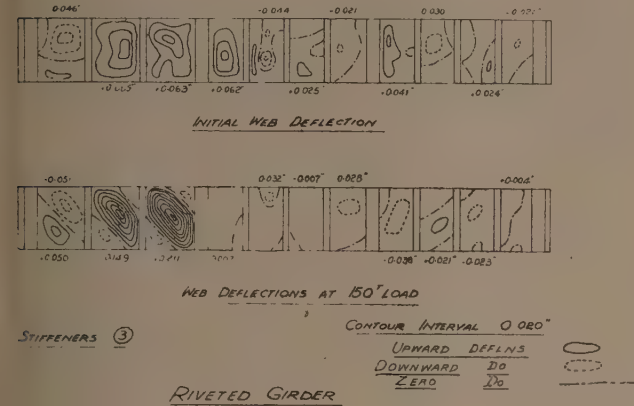 0.046" -0.044 -0.021 0.030
+0.063" +0.062" +0.025" +0.041" +0.024"
INITIAL WEB DEFLECTION
-0.051 0.032" -0.007" 0.028" +0.004"
+0.050 0.149 -0.038" +0.021" -0.023"
WEB DEFLECTIONS AT 150ᵀ LOAD
CONTOUR INTERVAL 0.020"
STIFFENERS ③
UPWARD DEFLNS
DOWNWARD DO
ZERO DO
RIVETED GIRDER